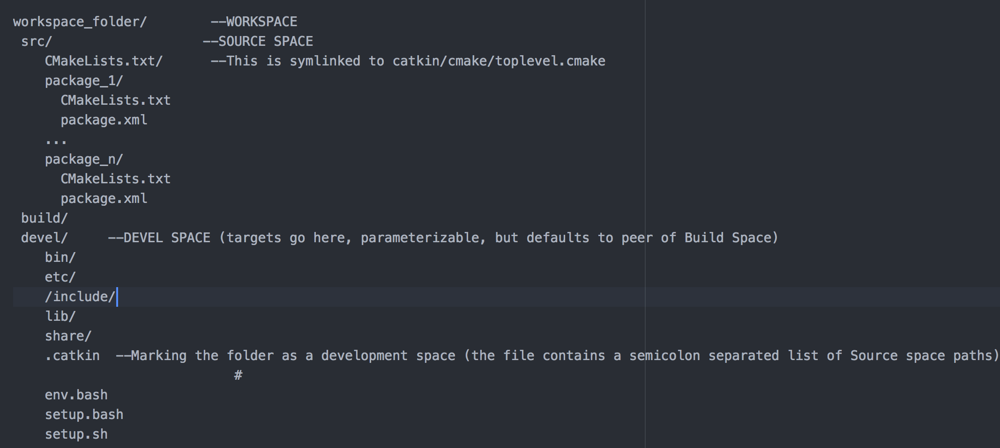 workspace_folder/        --WORKSPACE
 src/                   --SOURCE SPACE
    CMakeLists.txt/      --This is symlinked to catkin/cmake/toplevel.cmake
    package_1/
      CMakeLists.txt
      package.xml
    ...
    package_n/
      CMakeLists.txt
      package.xml
 build/
 devel/     --DEVEL SPACE (targets go here, parameterizable, but defaults to peer of Build Space)
    bin/
    etc/
    /include/
    lib/
    share/
    .catkin  --Marking the folder as a development space (the file contains a semicolon separated list of Source space paths)
                            #
    env.bash
    setup.bash
    setup.sh